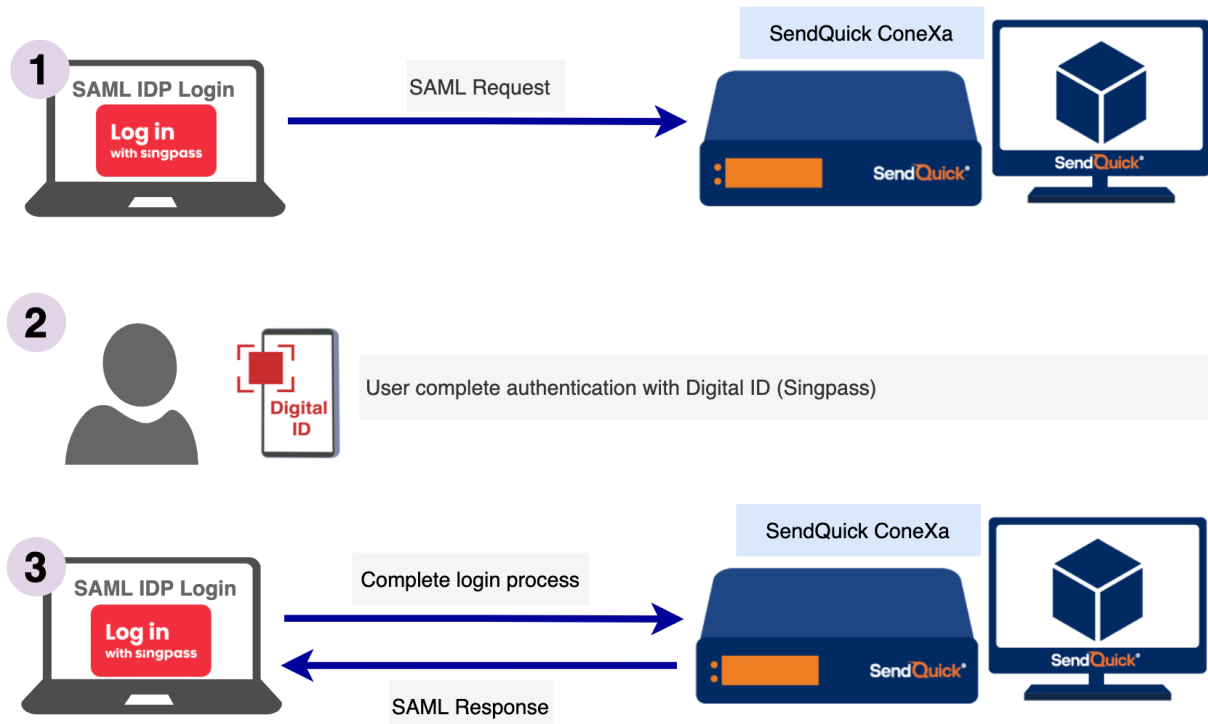 SendQuick ConeXa
1
SAML IDP Login
Log in
with singpass
SAML Request
SendQuick®
SendQuick®
2
Digital
ID
User complete authentication with Digital ID (Singpass)
SendQuick ConeXa
3
SAML IDP Login
Log in
with singpass
Complete login process
SAML Response
SendQuick®
SendQuick®